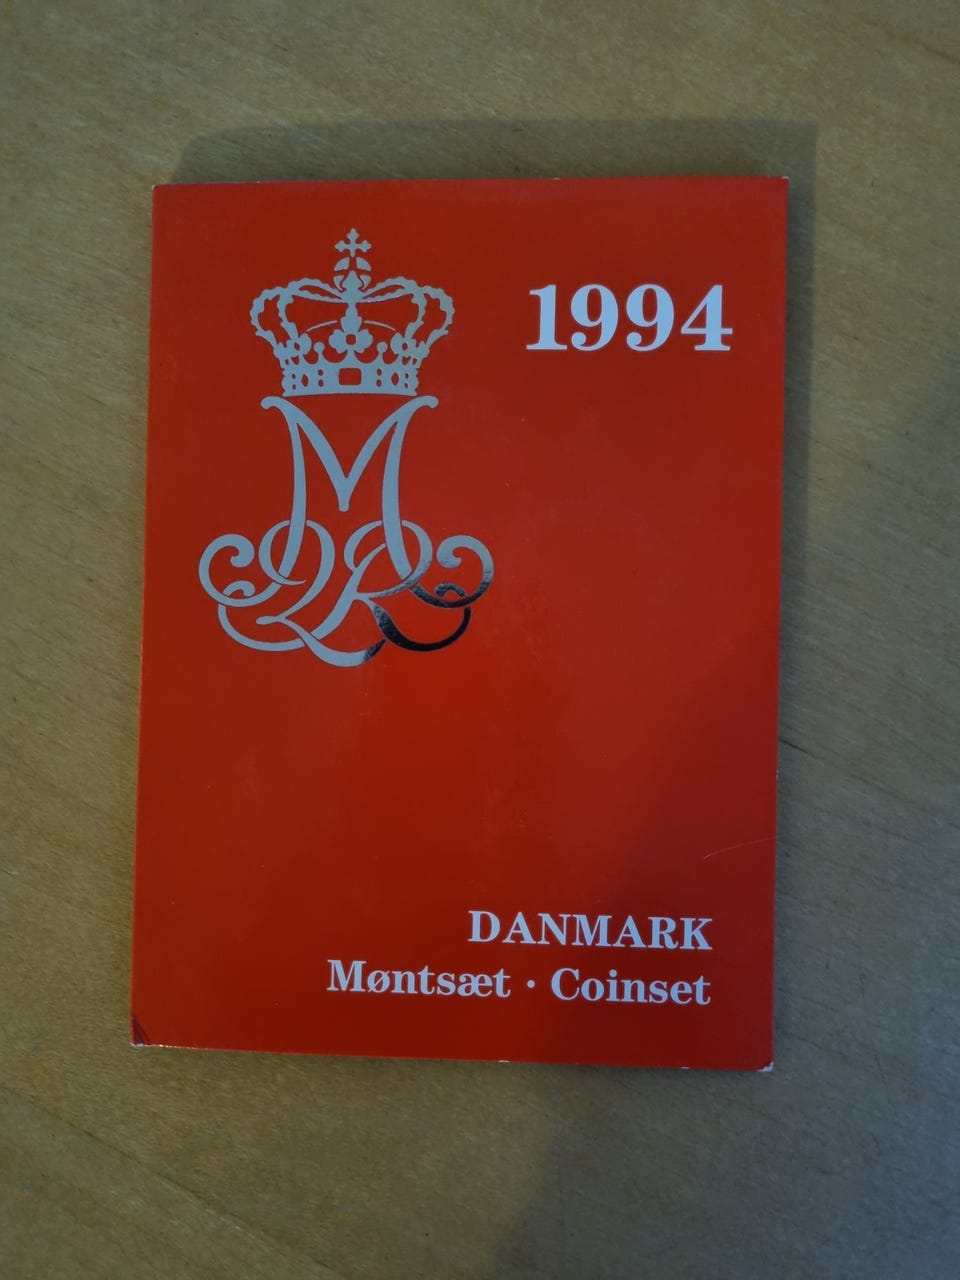 1994
DANMARK
Møntsæt · Coinset